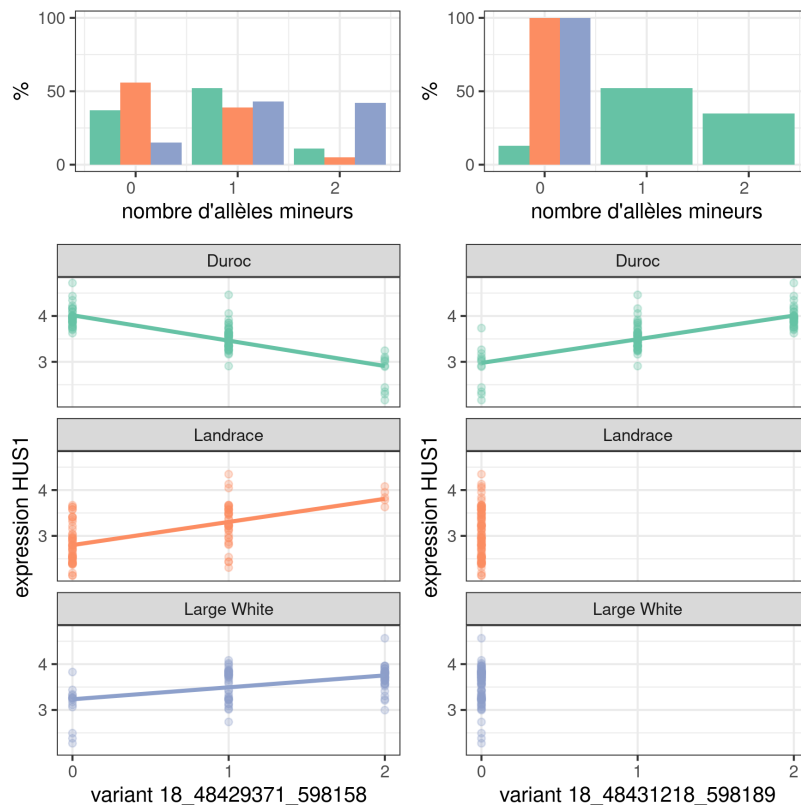 100
50
0
%
0 1 2
nombre d'allèles mineurs
100
50
0
%
0 1 2
nombre d'allèles mineurs
expression HUS1
Duroc
4
3
Landrace
4
3
Large White
4
3
0 1 2
variant 18_48429371_598158
expression HUS1
Duroc
4
3
Landrace
4
3
Large White
4
3
0 1 2
variant 18_48431218_598189